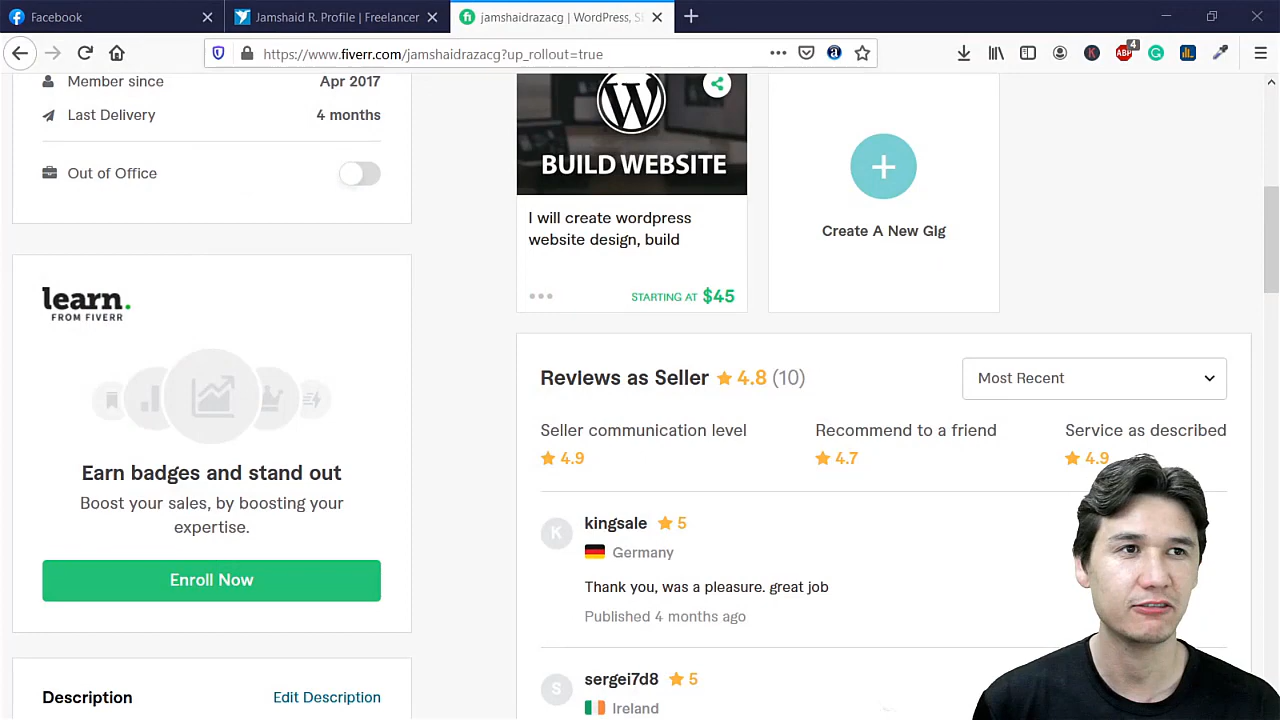 Facebook
Jamshaid R. Profile | Freelancer
jamshaidrazacg | WordPress, S
https://www.fiverr.com/jamshaidrazacg?up_rollout=true
4
Member since
Apr 2017
Last Delivery
4 months
Out of Office
BUILD WEBSITE
I will create wordpress
website design, build
STARTING AT $45
Create A New Gig
learn.
FROM FIVERR
Earn badges and stand out
Boost your sales, by boosting your
expertise.
Enroll Now
Description
Edit Description
Reviews as Seller 4.8 (10)
Most Recent
Seller communication level
4.9
Recommend to a friend
4.7
Service as described
4.9
K
kingsale 5
Germany
Thank you, was a pleasure. great job
Published 4 months ago
S
sergei7d8 5
Ireland